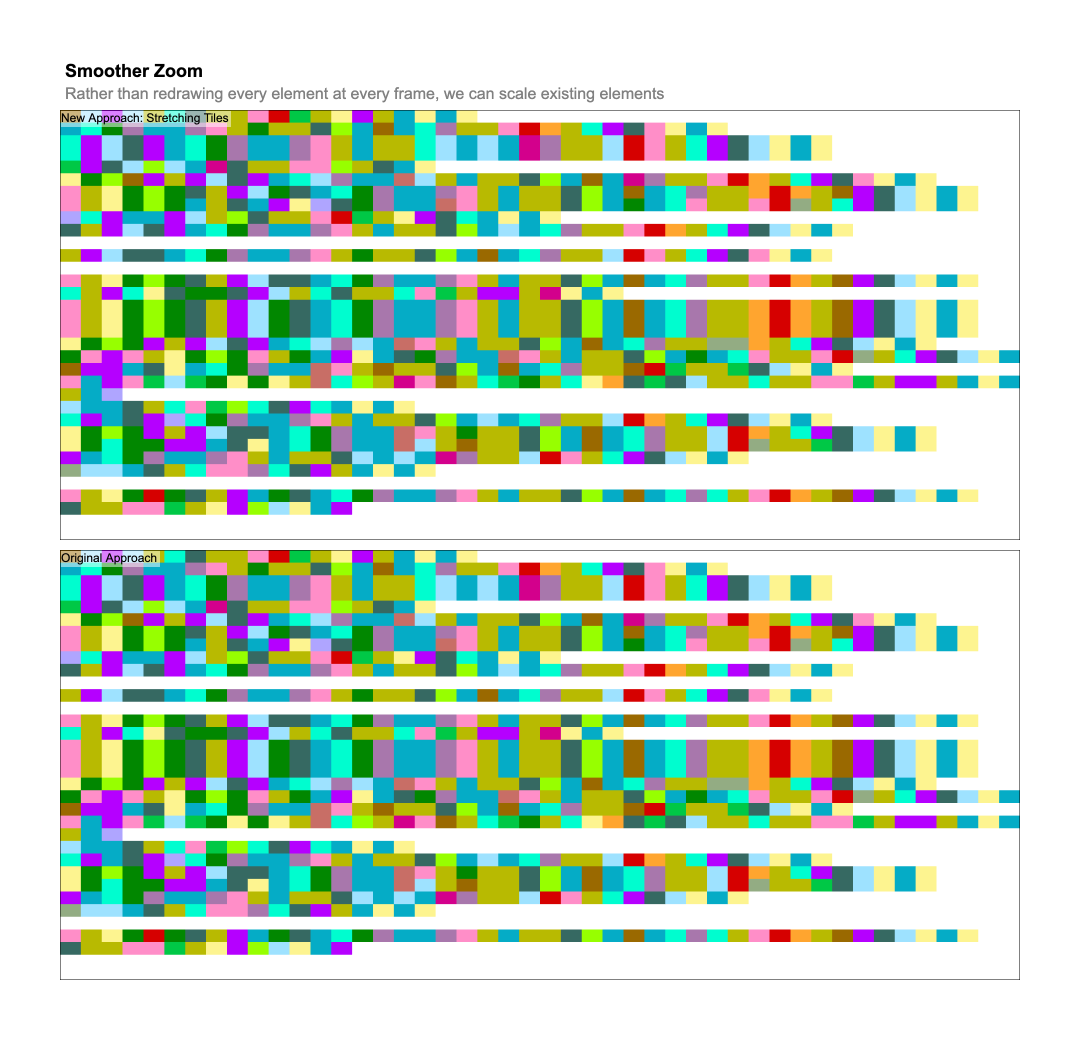 Smoother Zoom
Rather than redrawing every element at every frame, we can scale existing elements
New Approach: Stretching Tiles
Original Approach